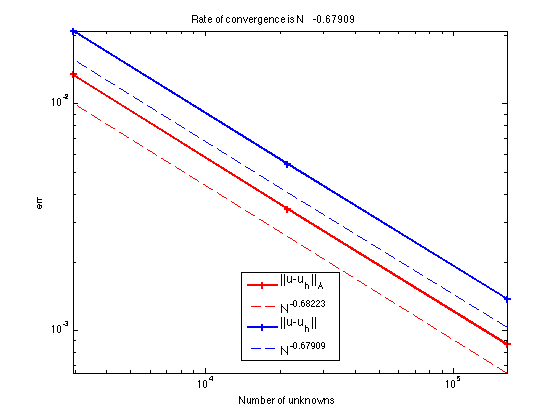 Rate of convergence is N   -0.67909
err
10^-2
10^-3
||u-u_h||_A
N^-0.68223
||u-u_h||
N^-0.67909
10^4
10^5
Number of unknowns